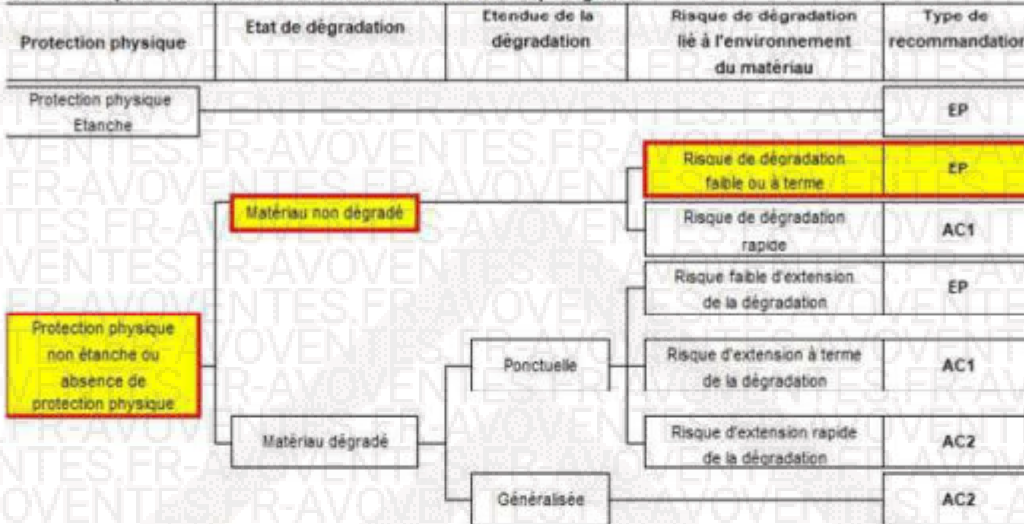 Protection physique
Etat de dégradation
Etendue de la
dégradation
Risque de dégradation
lié à l'environnement
du matériau
Type de
recommandation
Protection physique
Etanche
EP
Risque de dégradation
faible ou à terme
EP
Matériau non dégradé
Risque de dégradation
rapide
AC1
Risque faible d'extension
de la dégradation
EP
Protection physique
non étanche ou
absence de
protection physique
Ponctuelle
Risque d'extension à terme
de la dégradation
AC1
Matériau dégradé
Risque d'extension rapide
de la dégradation
AC2
Généralisée
AC2